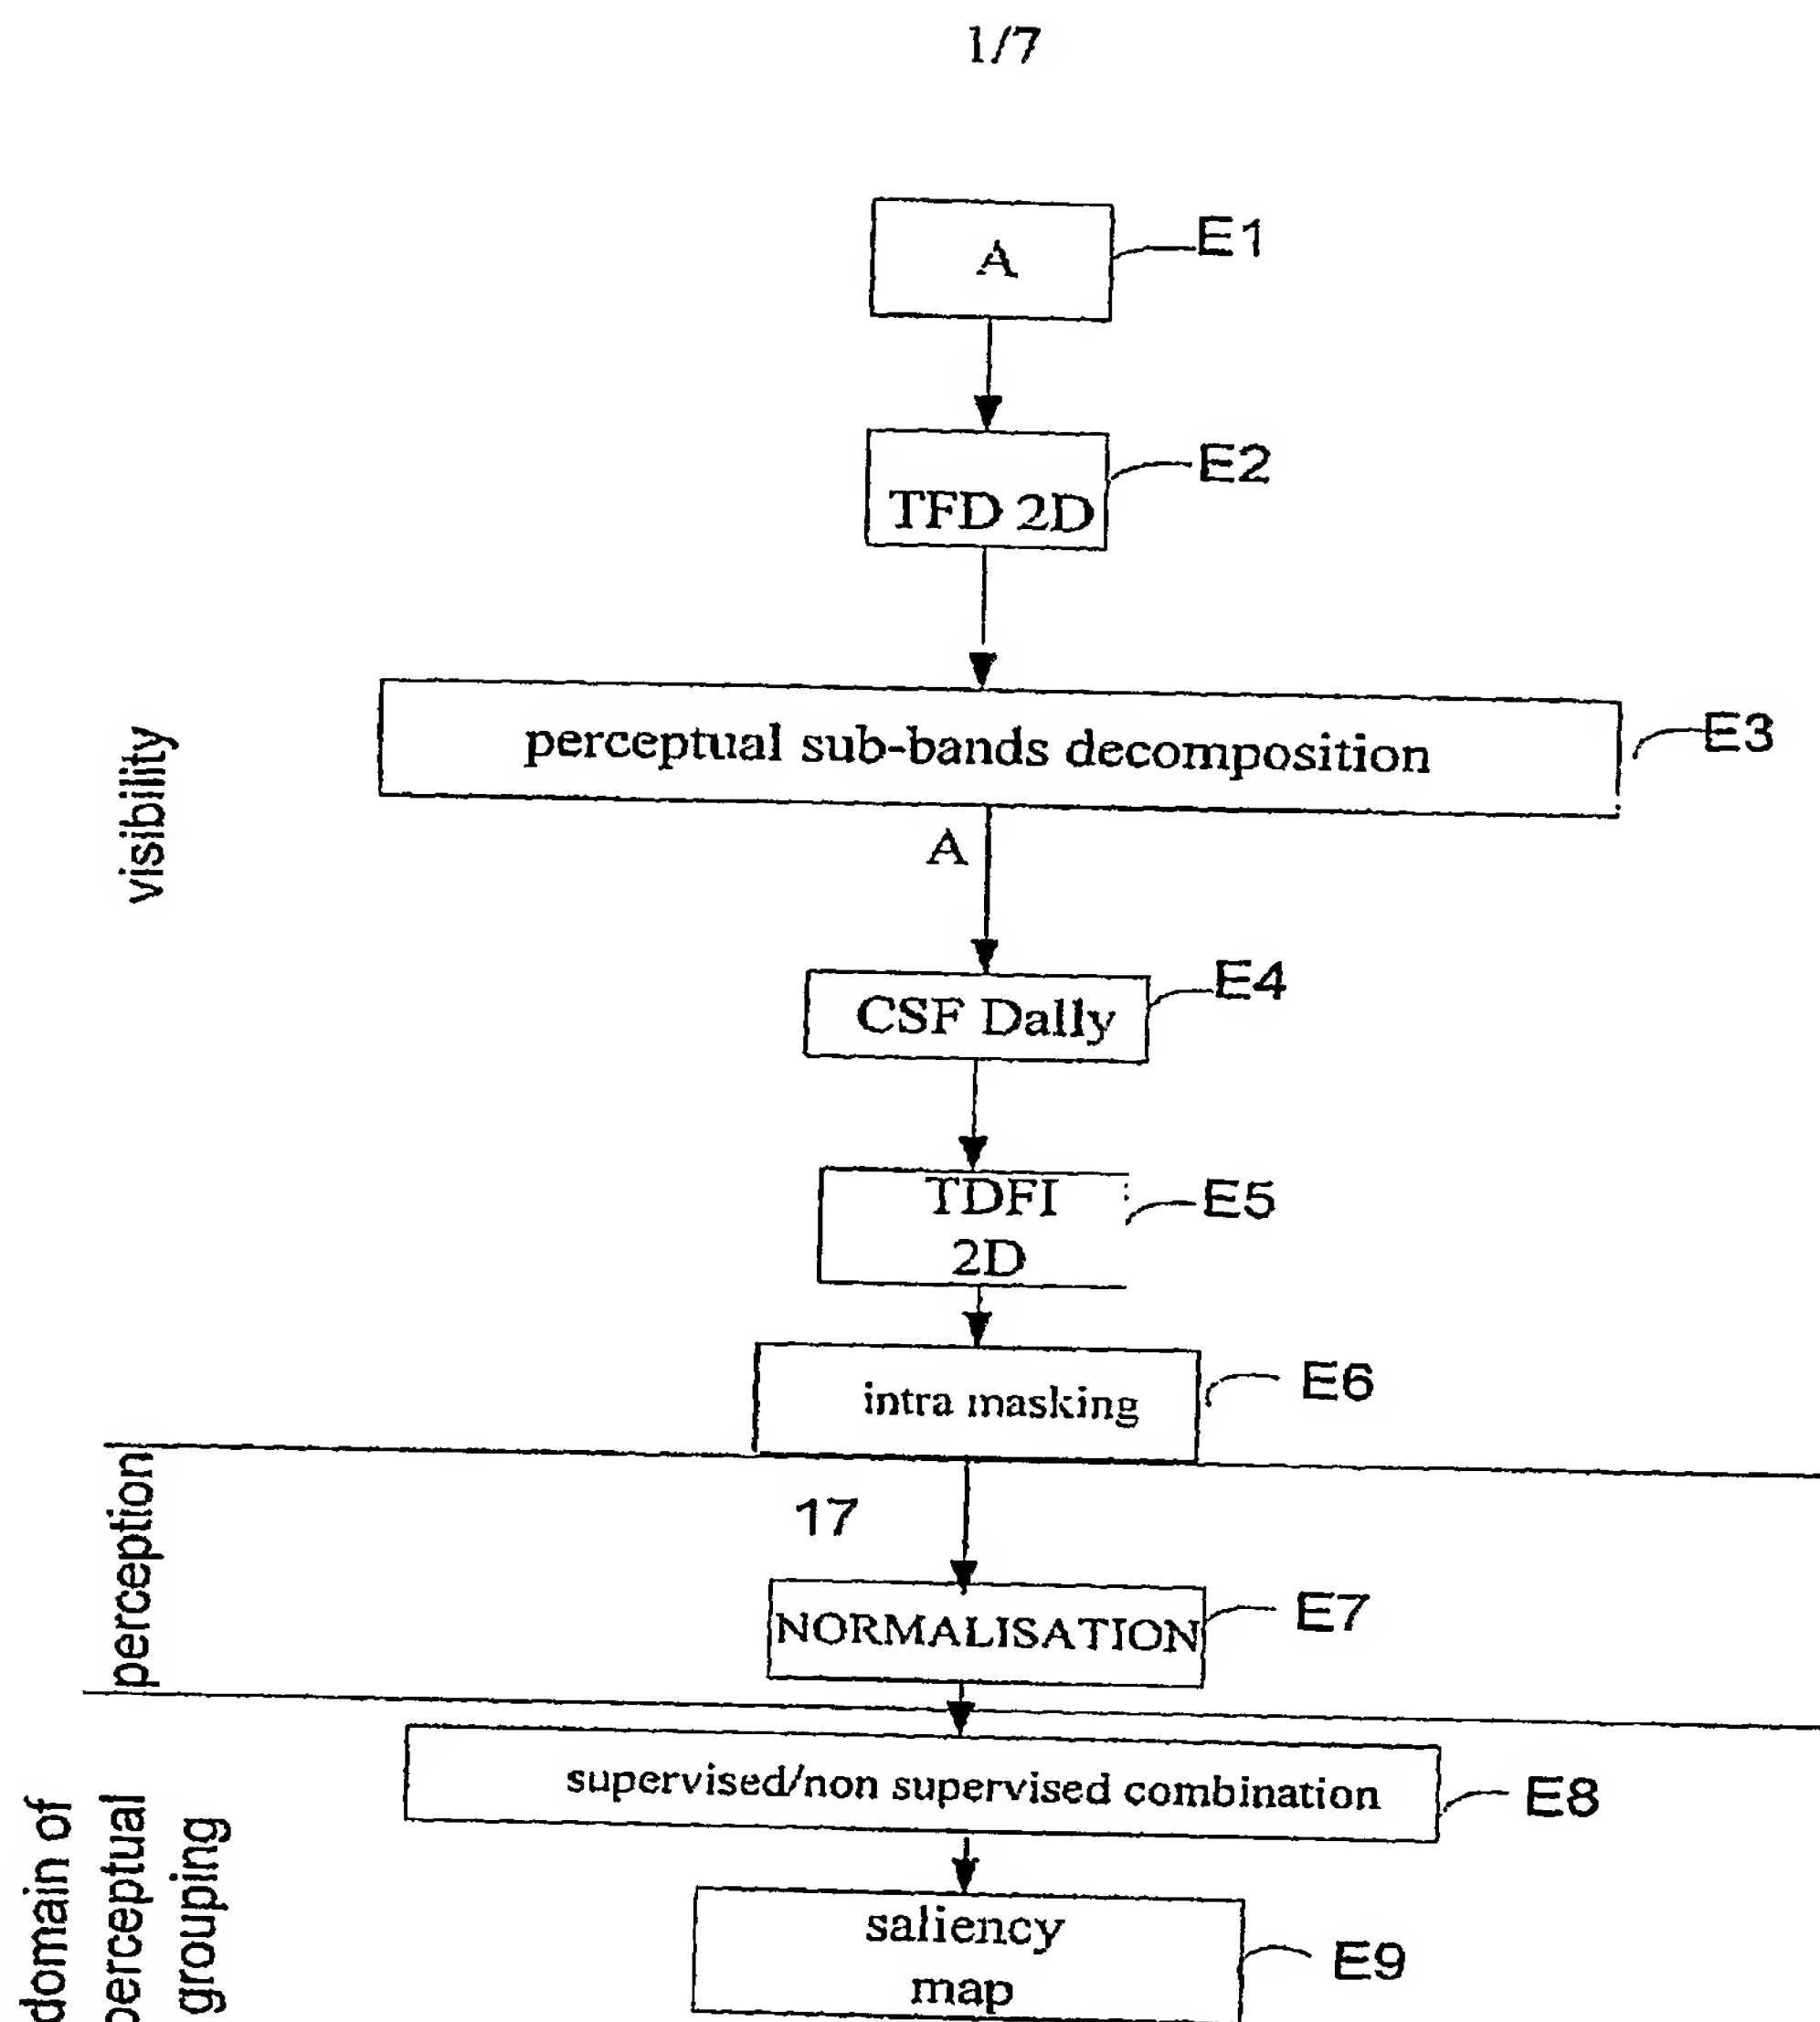 1/7
A
E1
TFD 2D
E2
perceptual sub-bands decomposition
E3
visibility
A
CSF Dally
E4
TDFI
2D
E5
intra masking
E6
perception
17
NORMALISATION
E7
supervised/non supervised combination
E8
domain of
perceptual
grouping
saliency
map
E9